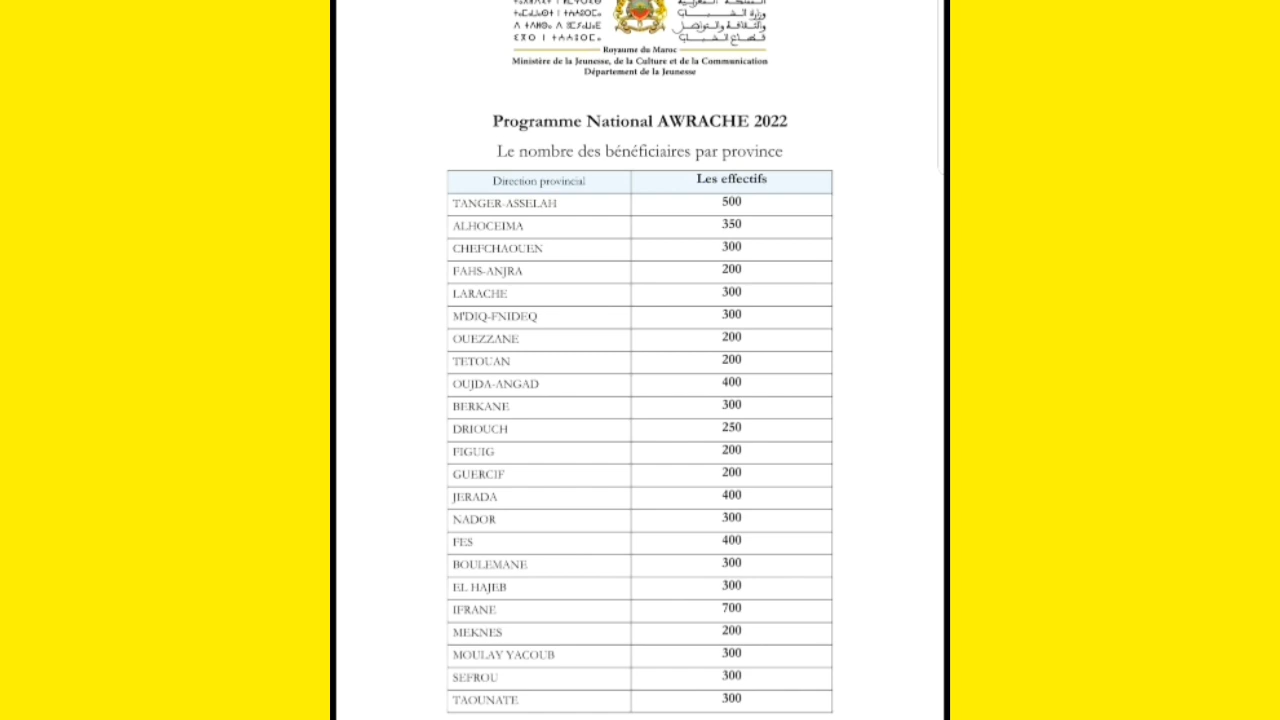 Royaume du Maroc
Ministère de la Jeunesse, de la Culture et de la Communication
Département de la Jeunesse
Programme National AWRACHE 2022
Le nombre des bénéficiaires par province
Direction provincial Les effectifs
TANGER-ASSELAH 500
ALHOCEIMA 350
CHEFCHAOUEN 300
FAHS-ANJRA 200
LARACHE 300
M'DIQ-FNIDEQ 300
OUEZZANE 200
TETOUAN 200
OUJDA-ANGAD 400
BERKANE 300
DRIOUCH 250
FIGUIG 200
GUERCIF 200
JERADA 400
NADOR 300
FES 400
BOULEMANE 300
EL HAJEB 300
IFRANE 700
MEKNES 200
MOULAY YACOUB 300
SEFROU 300
TAOUNATE 300